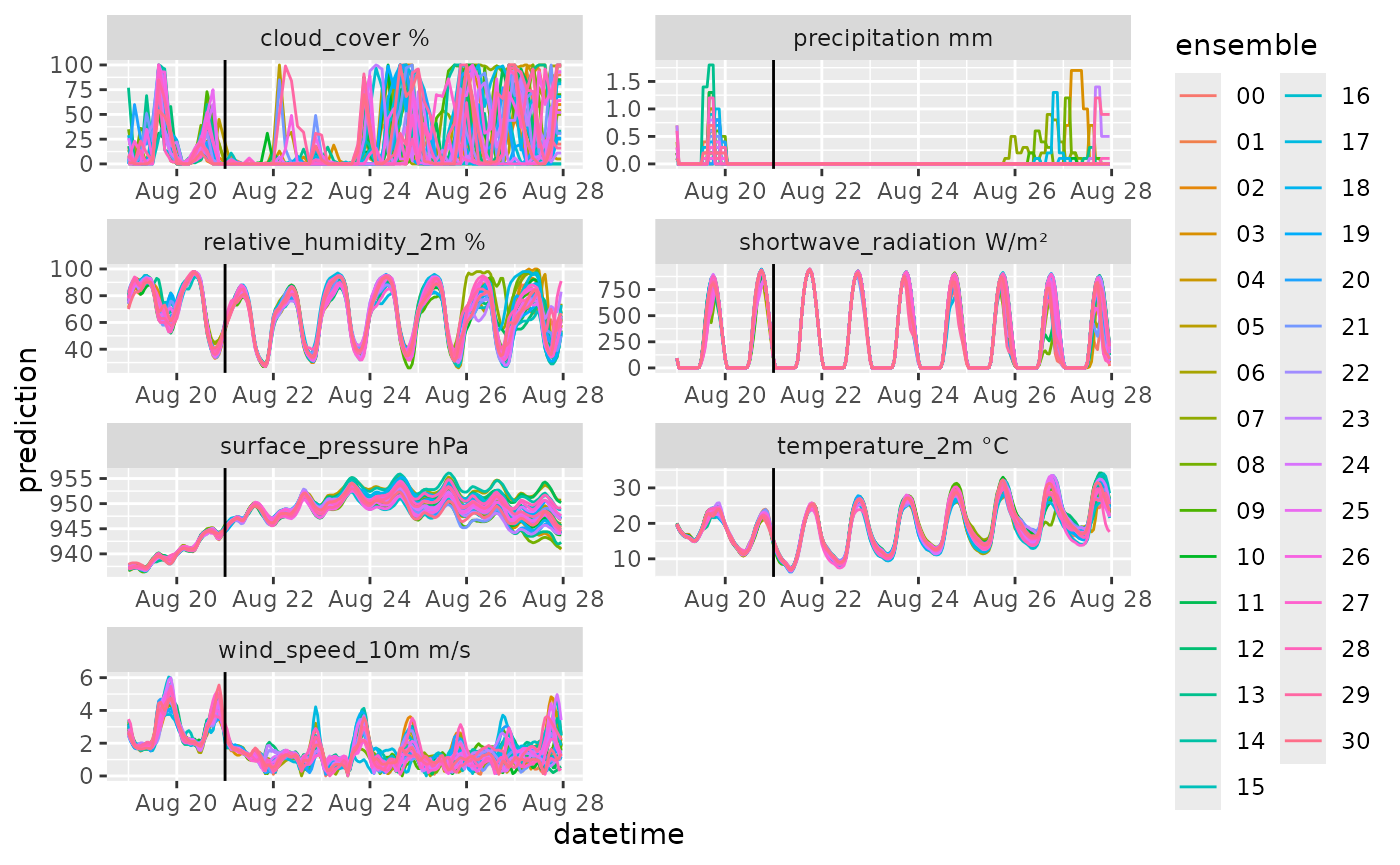 cloud_cover %
100
75
50
25
0
Aug 20 Aug 22 Aug 24 Aug 26 Aug 28
precipitation mm
1.5
1.0
0.5
0.0
Aug 20 Aug 22 Aug 24 Aug 26 Aug 28
relative_humidity_2m %
100
80
60
40
Aug 20 Aug 22 Aug 24 Aug 26 Aug 28
shortwave_radiation W/m²
750
500
250
0
Aug 20 Aug 22 Aug 24 Aug 26 Aug 28
prediction
surface_pressure hPa
955
950
945
940
Aug 20 Aug 22 Aug 24 Aug 26 Aug 28
temperature_2m °C
30
20
10
Aug 20 Aug 22 Aug 24 Aug 26 Aug 28
wind_speed_10m m/s
6
4
2
0
Aug 20 Aug 22 Aug 24 Aug 26 Aug 28
datetime
ensemble
00 16
01 17
02 18
03 19
04 20
05 21
06 22
07 23
08 24
09 25
10 26
11 27
12 28
13 29
14 30
15